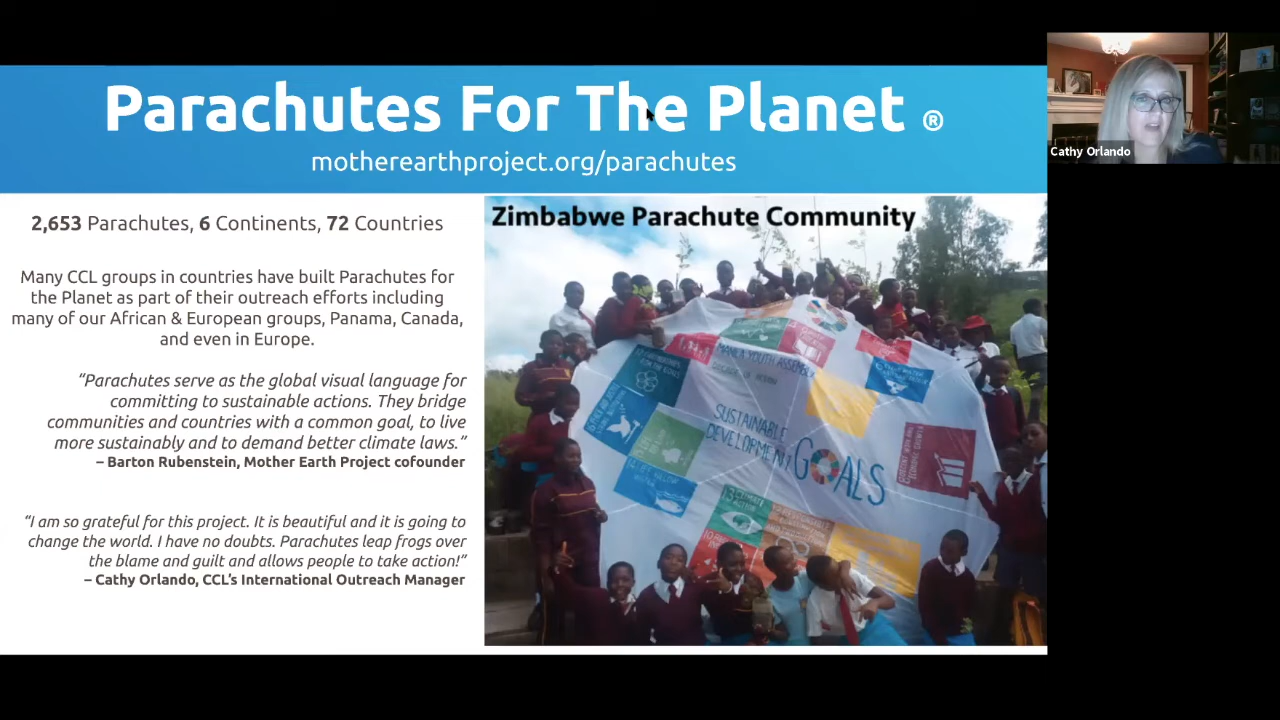 Parachutes For The Planet ®
motherearthproject.org/parachutes
Cathy Orlando
2,653 Parachutes, 6 Continents, 72 Countries
Many CCL groups in countries have built Parachutes for
the Planet as part of their outreach efforts including
many of our African & European groups, Panama, Canada,
and even in Europe.
“Parachutes serve as the global visual language for
committing to sustainable actions. They bridge
communities and countries with a common goal, to live
more sustainably and to demand better climate laws.”
– Barton Rubenstein, Mother Earth Project cofounder
“I am so grateful for this project. It is beautiful and it is going to
change the world. I have no doubts. Parachutes leap frogs over
the blame and guilt and allows people to take action!”
– Cathy Orlando, CCL’s International Outreach Manager
Zimbabwe Parachute Community
SUSTAINABLE
DEVELOPMENT
GOALS
13 CLIMATE
ACTION